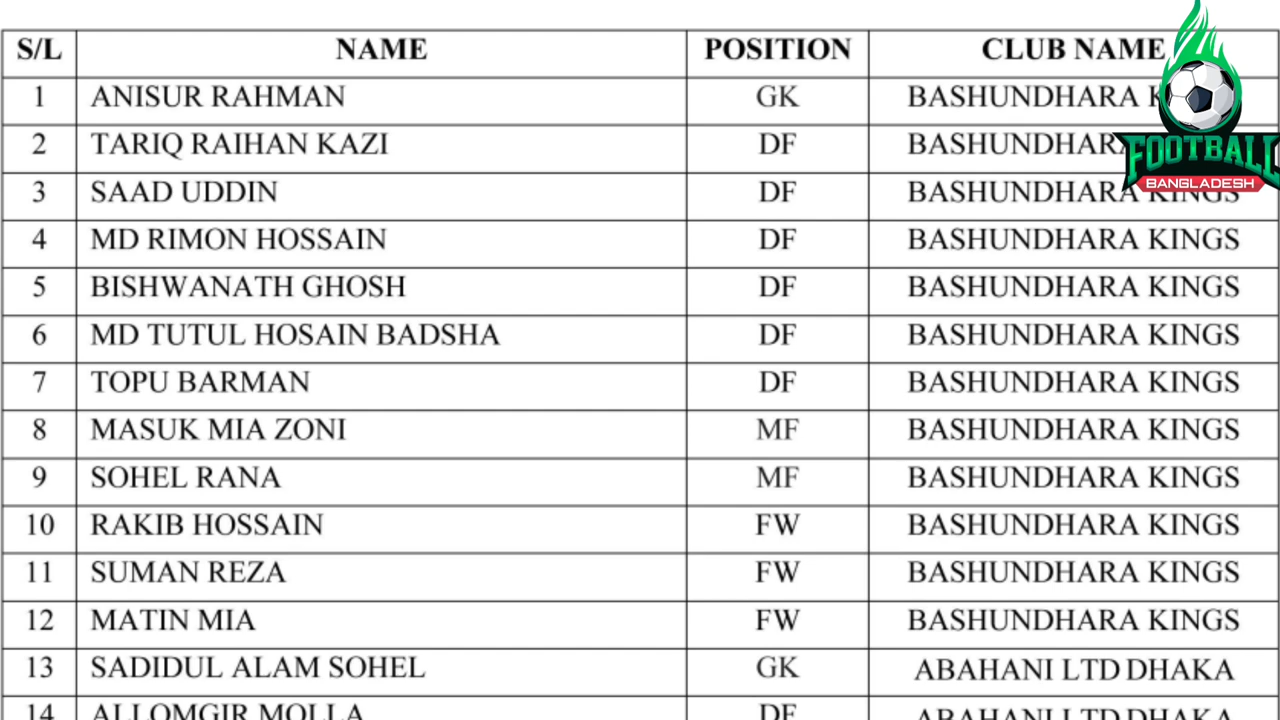 S/L NAME POSITION CLUB NAME
1 ANISUR RAHMAN GK BASHUNDHARA
2 TARIQ RAIHAN KAZI DF
3 SAAD UDDIN DF BASHUNDHARA KINGS
4 MD RIMON HOSSAIN DF BASHUNDHARA KINGS
5 BISHWANATH GHOSH DF BASHUNDHARA KINGS
6 MD TUTUL HOSAIN BADSHA DF BASHUNDHARA KINGS
7 TOPU BARMAN DF BASHUNDHARA KINGS
8 MASUK MIA ZONI MF BASHUNDHARA KINGS
9 SOHEL RANA MF BASHUNDHARA KINGS
10 RAKIB HOSSAIN FW BASHUNDHARA KINGS
11 SUMAN REZA FW BASHUNDHARA KINGS
12 MATIN MIA FW BASHUNDHARA KINGS
13 SADIDUL ALAM SOHEL GK ABAHANI LTD DHAKA
14 ALLOMGIR MOLLA DF ABAHANI LTD DHAKA
FOOTBALL
BANGLADESH